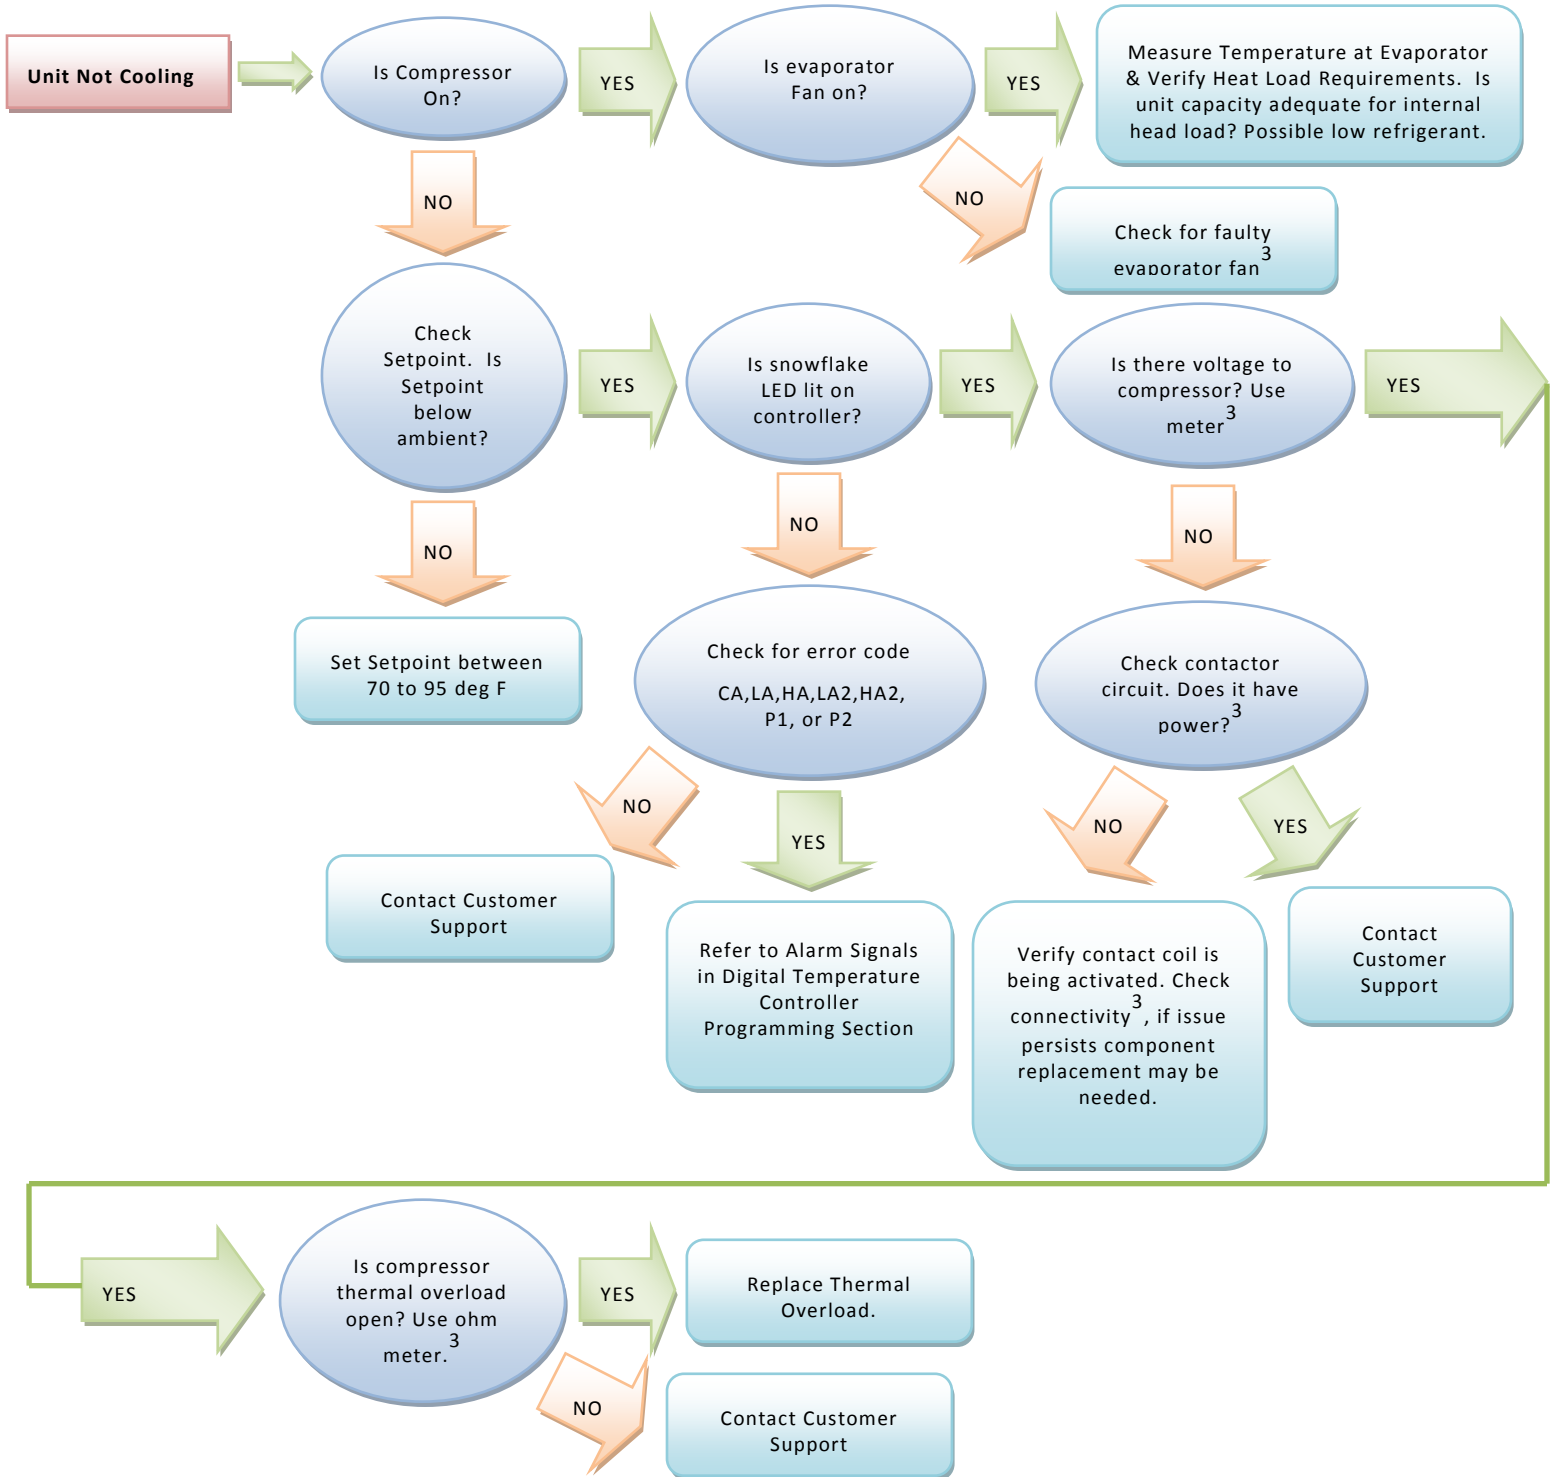 Unit Not Cooling
Is Compressor
On?
YES
Is evaporator
Fan on?
YES
Measure Temperature at Evaporator
& Verify Heat Load Requirements. Is
unit capacity adequate for internal
head load? Possible low refrigerant.
NO
NO
Check for faulty
evaporator fan3
Check
Setpoint. Is
Setpoint
below
ambient?
YES
Is snowflake
LED lit on
controller?
YES
Is there voltage to
compressor? Use
meter3
YES
NO
NO
NO
Set Setpoint between
70 to 95 deg F
Check for error code
CA,LA,HA,LA2,HA2,
P1, or P2
Check contactor
circuit. Does it have
power?3
NO
YES
NO
YES
Contact Customer
Support
Refer to Alarm Signals
in Digital Temperature
Controller
Programming Section
Verify contact coil is
being activated. Check
connectivity3, if issue
persists component
replacement may be
needed.
Contact
Customer
Support
YES
Is compressor
thermal overload
open? Use ohm
meter.3
YES
Replace Thermal
Overload.
NO
Contact Customer
Support